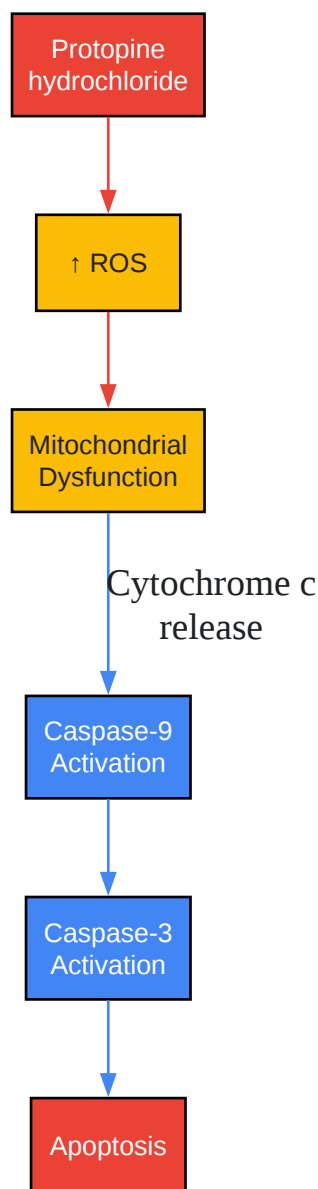 Protopine
hydrochloride
↑ ROS
Mitochondrial
Dysfunction
Cytochrome c
release
Caspase-9
Activation
Caspase-3
Activation
Apoptosis